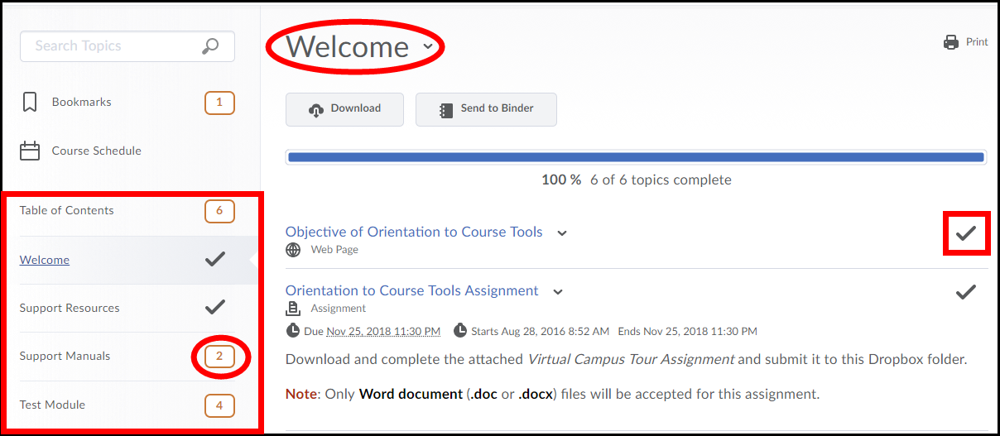 Search Topics
Bookmarks 1
Course Schedule
Table of Contents 6
Welcome
Support Resources
Support Manuals 2
Test Module 4
Welcome
Print
Download Send to Binder
100 % 6 of 6 topics complete
Objective of Orientation to Course Tools
Web Page
Orientation to Course Tools Assignment
Assignment
Due Nov 25, 2018 11:30 PM Starts Aug 28, 2016 8:52 AM Ends Nov 25, 2018 11:30 PM
Download and complete the attached Virtual Campus Tour Assignment and submit it to this Dropbox folder.
Note: Only Word document (.doc or .docx) files will be accepted for this assignment.